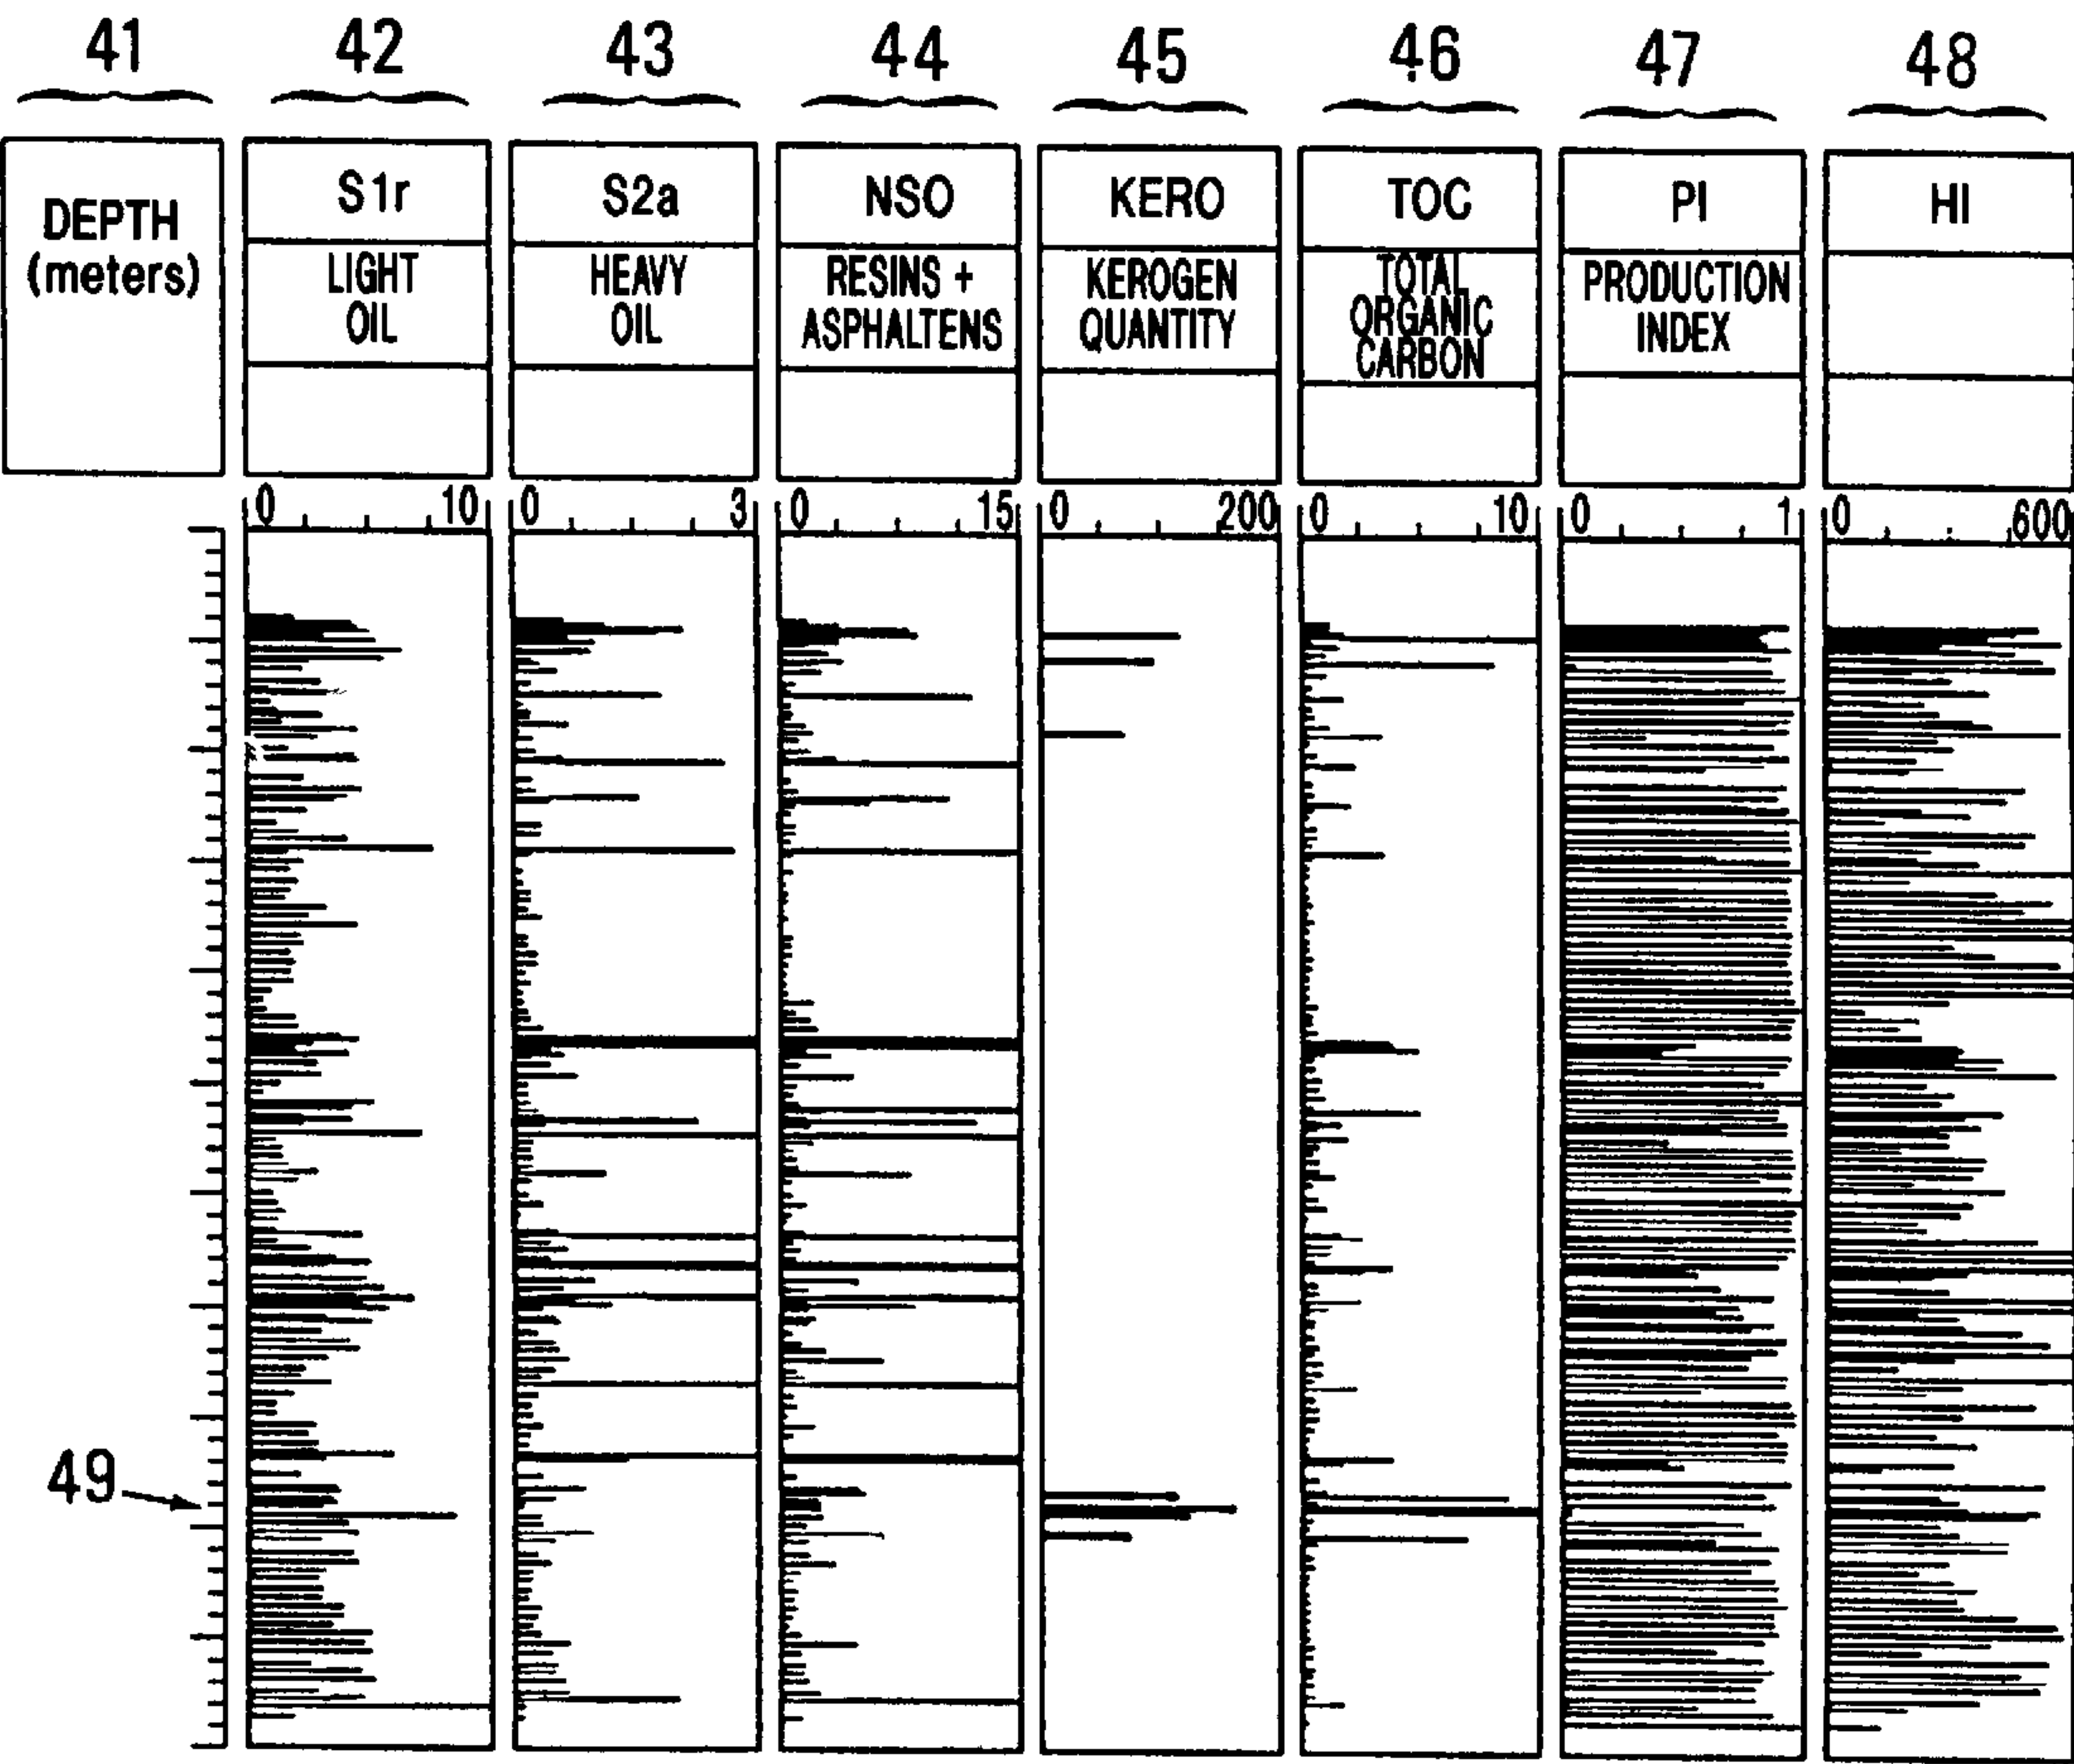 41 42 43 44 45 46 47 48
DEPTH
(meters)
S1r S2a NSO KERO TOC PI HI
LIGHT
OIL
HEAVY
OIL
RESINS +
ASPHALTENS
KEROGEN
QUANTITY
TOTAL
ORGANIC
CARBON
PRODUCTION
INDEX
0 10 0 3 0 15 0 200 0 10 0 1 0 600
49